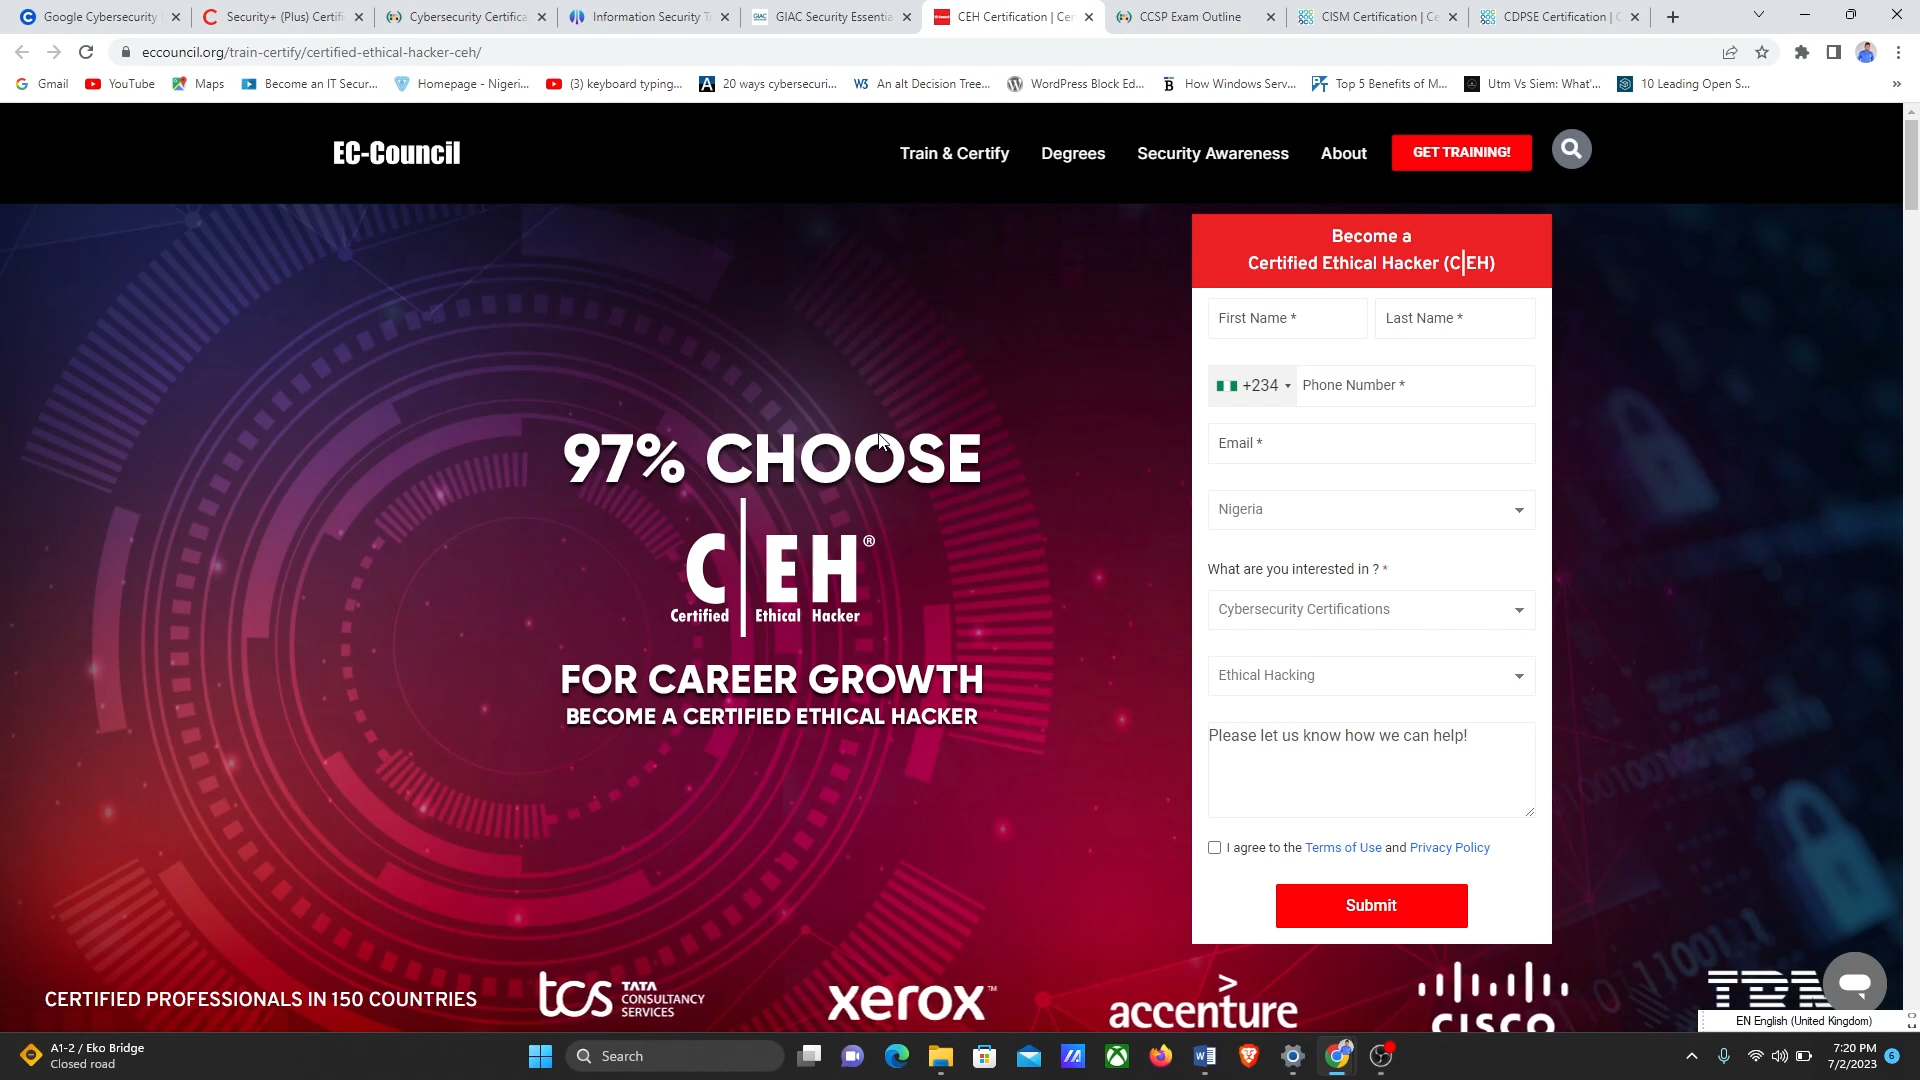 Google Cybersecurity
Security+ (Plus) Certifi
Cybersecurity Certifica
Information Security T
GIAC Security Essentia
CEH Certification | Cer
CCSP Exam Outline
CISM Certification | Ce
CDPSE Certification | C
eccouncil.org/train-certify/certified-ethical-hacker-ceh/
Gmail
YouTube
Maps
Become an IT Secur...
Homepage - Nigeri...
(3) keyboard typing...
20 ways cybersecuri...
An alt Decision Tree...
WordPress Block Ed...
How Windows Serv...
Top 5 Benefits of M...
Utm Vs Siem: What'...
10 Leading Open S...
EC-Council
Train & Certify
Degrees
Security Awareness
About
GET TRAINING!
Become a
Certified Ethical Hacker (C|EH)
First Name *
Last Name *
+234
Phone Number *
Email *
Nigeria
What are you interested in ? *
Cybersecurity Certifications
Ethical Hacking
Please let us know how we can help!
I agree to the Terms of Use and Privacy Policy
Submit
97% CHOOSE
C|EH®
Certified Ethical Hacker
FOR CAREER GROWTH
BECOME A CERTIFIED ETHICAL HACKER
CERTIFIED PROFESSIONALS IN 150 COUNTRIES
tcs TATA
CONSULTANCY
SERVICES
xerox™
accenture
CISCO
IBM
EN English (United Kingdom)
A1-2 / Eko Bridge
Closed road
Search
7:20 PM
7/2/2023
6